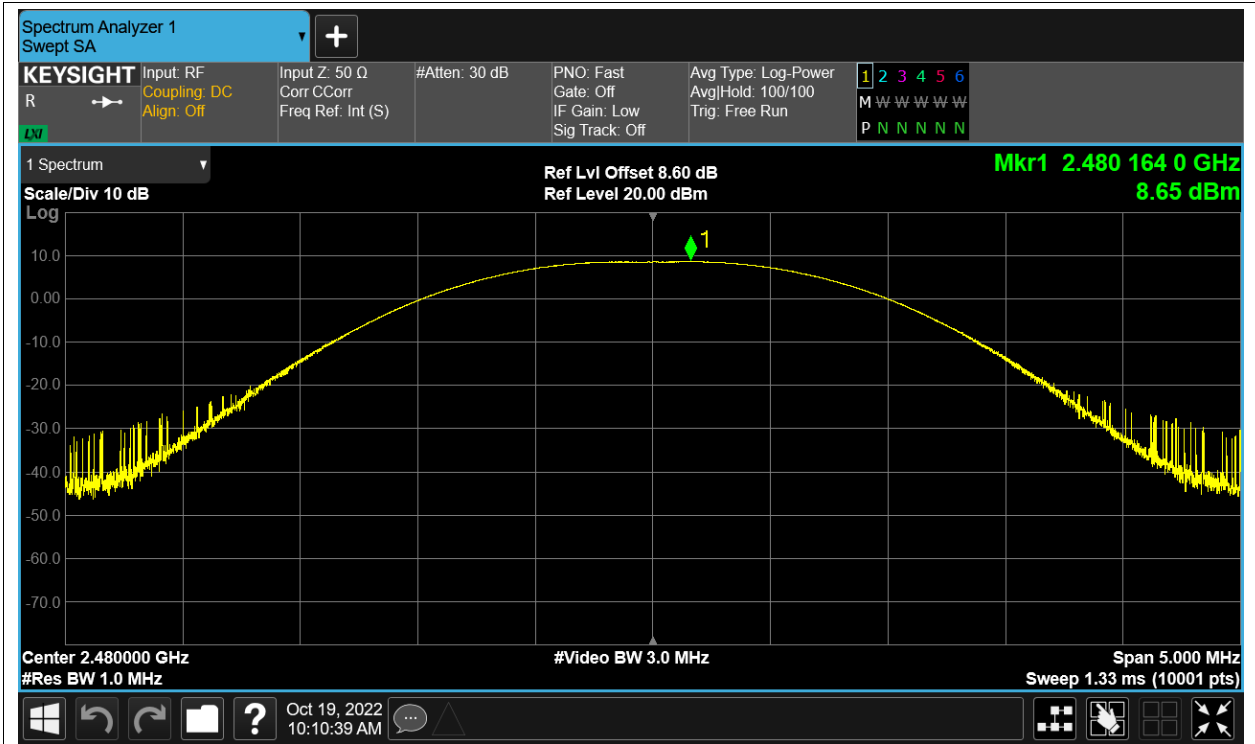 Spectrum Analyzer 1
Swept SA
KEYSIGHT
R
LXI
Input: RF
Coupling: DC
Align: Off
Input Z: 50 Ω
Corr CCorr
Freq Ref: Int (S)
#Atten: 30 dB
PNO: Fast
Gate: Off
IF Gain: Low
Sig Track: Off
Avg Type: Log-Power
Avg|Hold: 100/100
Trig: Free Run
1 2 3 4 5 6
M W W W W W
P N N N N N
1 Spectrum
Scale/Div 10 dB
Log
Ref Lvl Offset 8.60 dB
Ref Level 20.00 dBm
Mkr1 2.480 164 0 GHz
8.65 dBm
1
10.0
0.00
-10.0
-20.0
-30.0
-40.0
-50.0
-60.0
-70.0
Center 2.480000 GHz
#Video BW 3.0 MHz
Span 5.000 MHz
#Res BW 1.0 MHz
Sweep 1.33 ms (10001 pts)
?
Oct 19, 2022
10:10:39 AM